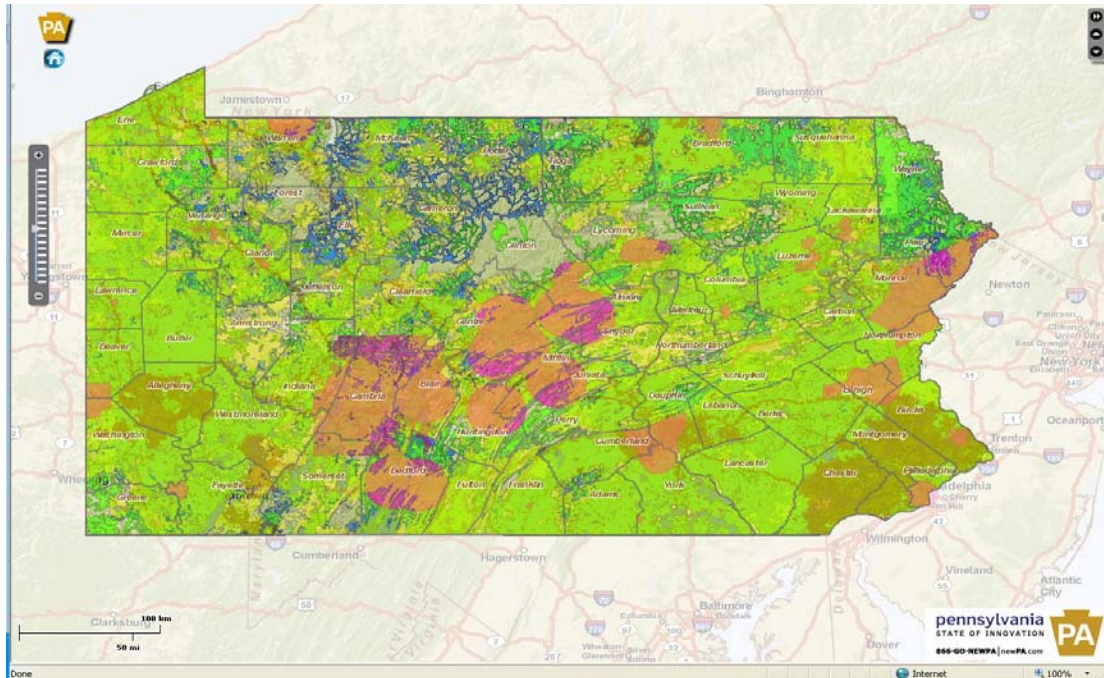 PA
Jamestown
New York
17
Binghamton
Erie
Warren
McKean
Potter
Tioga
Bradford
Susquehanna
Wayne
Crawford
Forest
Cameron
Wyoming
Sullivan
Lackawanna
Venango
Elk
Mercer
Clarion
Clinton
Lycoming
Pike
Luzerne
Monroe
Lawrence
Jefferson
Clearfield
Columbia
Newton
Union
Carbon
Centre
Armstrong
Snyder
Northumberland
Northampton
Beaver
Butler
Mifflin
Juniata
Schuylkill
Indiana
Blair
Allegheny
Cambria
Dauphin
Lebanon
Berks
Lehigh
Bucks
Westmoreland
Perry
Huntingdon
Montgomery
Washington
Cumberland
Trenton
Bedford
Lancaster
Somerset
Chester
Philadelphia
Fayette
Greene
Fulton
Franklin
Adams
York
Cumberland
Hagerstown
Wilmington
Vineland
Atlantic
City
Baltimore
Columbia
Dover
Clarksburg
100 km
50 mi
pennsylvania
STATE OF INNOVATION
866-GO-NEWPA | newPA.com
PA
Done
Internet
100%